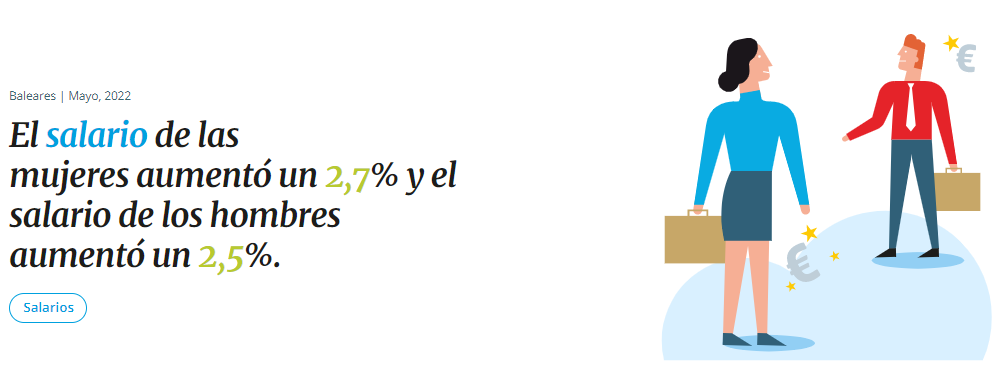 Baleares | Mayo, 2022
El salario de las
mujeres aumentó un 2,7% y el
salario de los hombres
aumentó un 2,5%.
Salarios
€
€